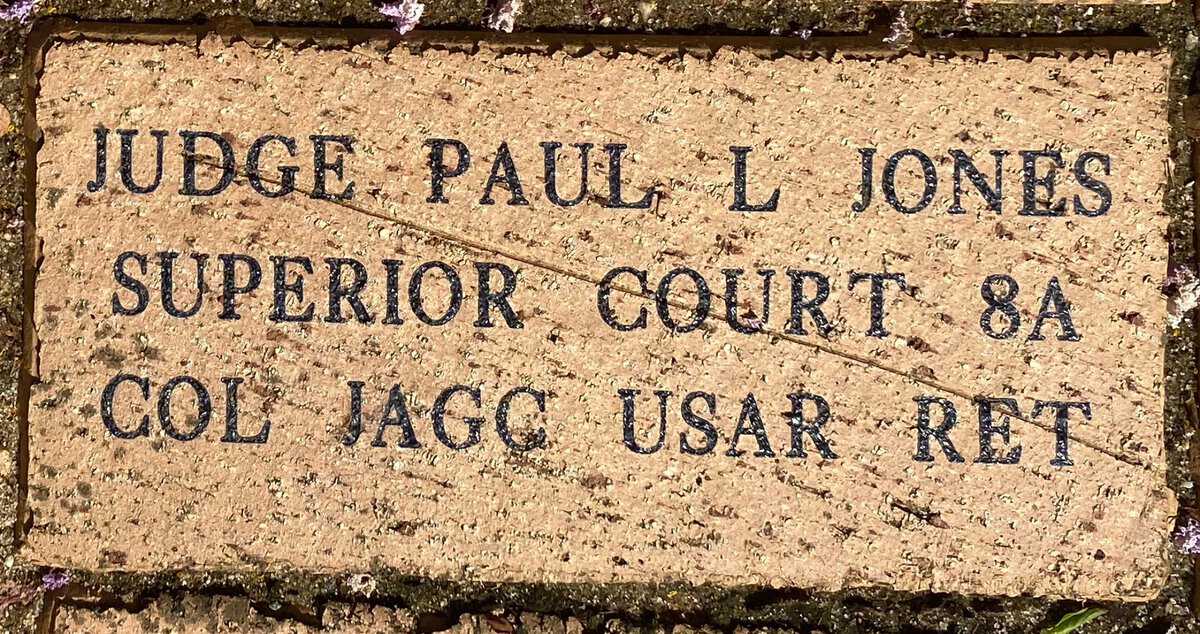 JUDGE PAUL L JONES
SUPERIOR COURT 8A
COL JAGC USAR RET